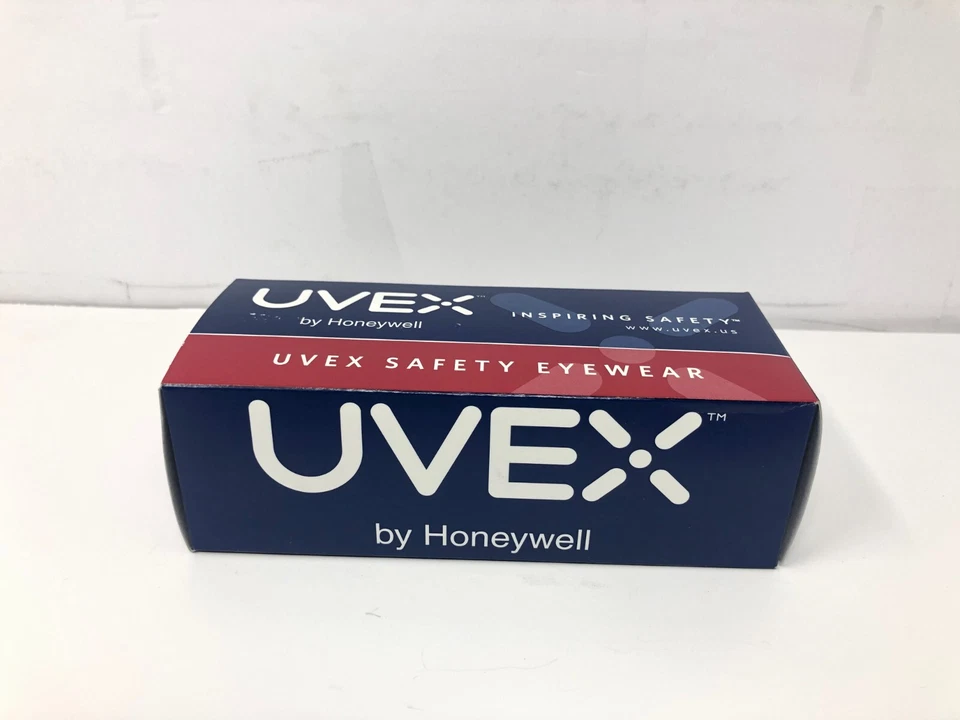 UVEX™
by Honeywell
INSPIRING SAFETY™
www.uvex.us
UVEX SAFETY EYEWEAR
UVEX™
by Honeywell